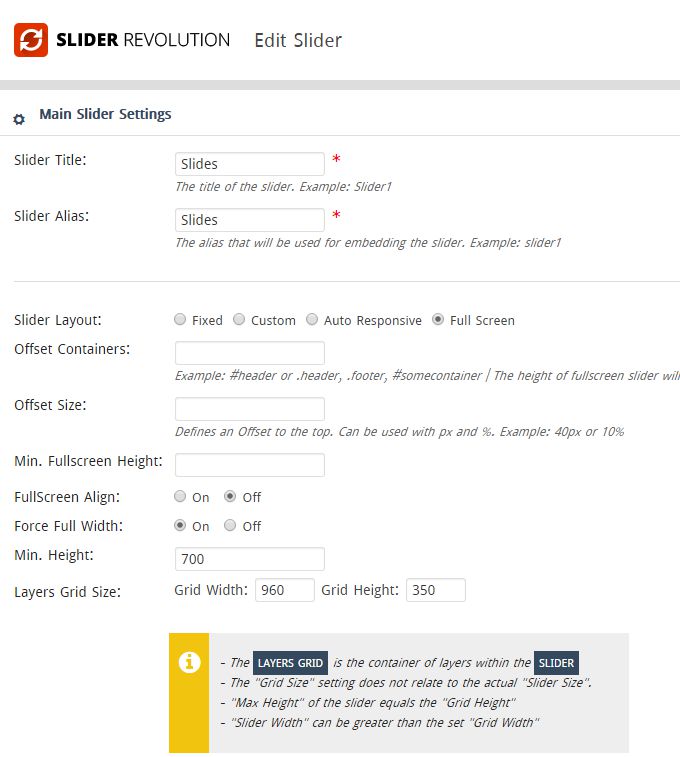 SLIDER REVOLUTION Edit Slider
Main Slider Settings
Slider Title: Slides *
The title of the slider. Example: Slider1
Slider Alias: Slides *
The alias that will be used for embedding the slider. Example: slider1
Slider Layout: Fixed Custom Auto Responsive Full Screen
Offset Containers:
Example: #header or .header, .footer, #somecontainer | The height of fullscreen slider will
Offset Size:
Defines an Offset to the top. Can be used with px and %. Example: 40px or 10%
Min. Fullscreen Height:
FullScreen Align: On Off
Force Full Width: On Off
Min. Height: 700
Layers Grid Size: Grid Width: 960 Grid Height: 350
- The LAYERS GRID is the container of layers within the SLIDER
- The "Grid Size" setting does not relate to the actual "Slider Size".
- "Max Height" of the slider equals the "Grid Height"
- "Slider Width" can be greater than the set "Grid Width"